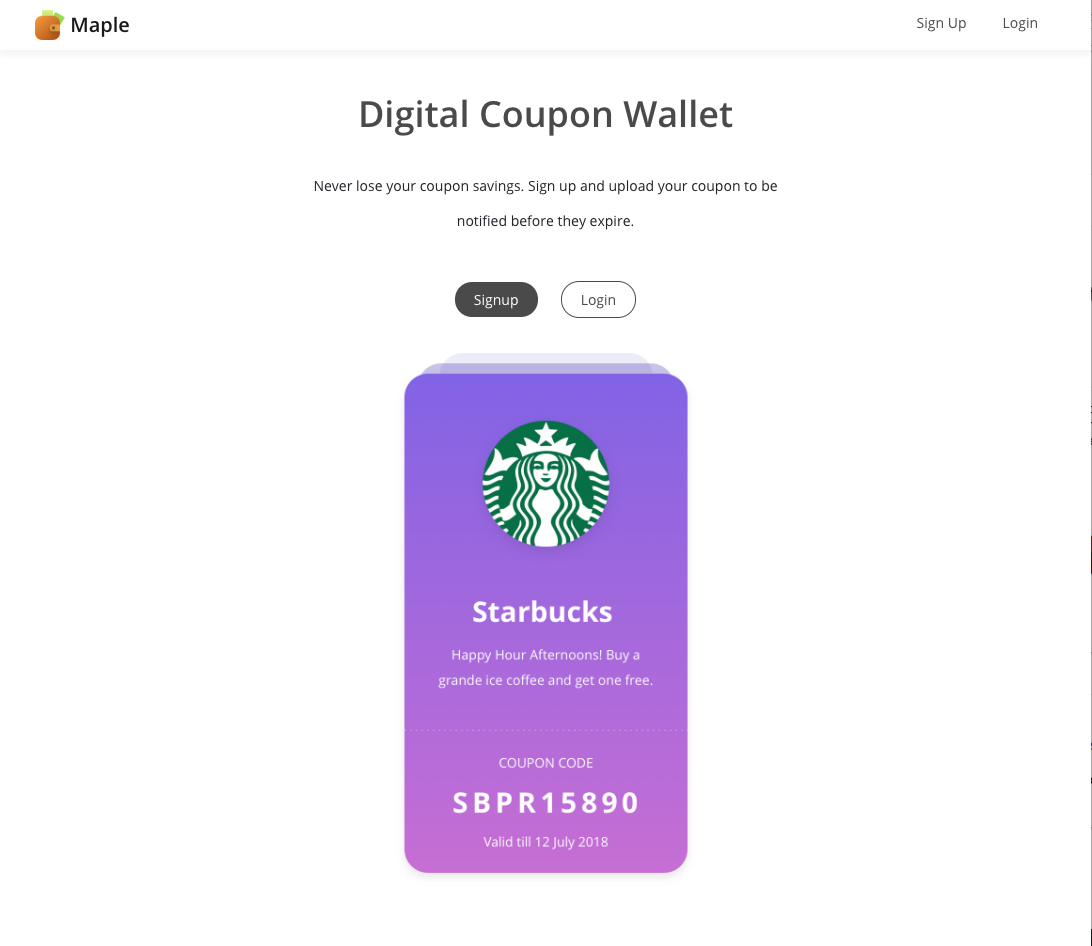 Maple
Sign Up
Login
Digital Coupon Wallet
Never lose your coupon savings. Sign up and upload your coupon to be
notified before they expire.
Signup
Login
Starbucks
Happy Hour Afternoons! Buy a
grande ice coffee and get one free.
COUPON CODE
SBPR15890
Valid till 12 July 2018